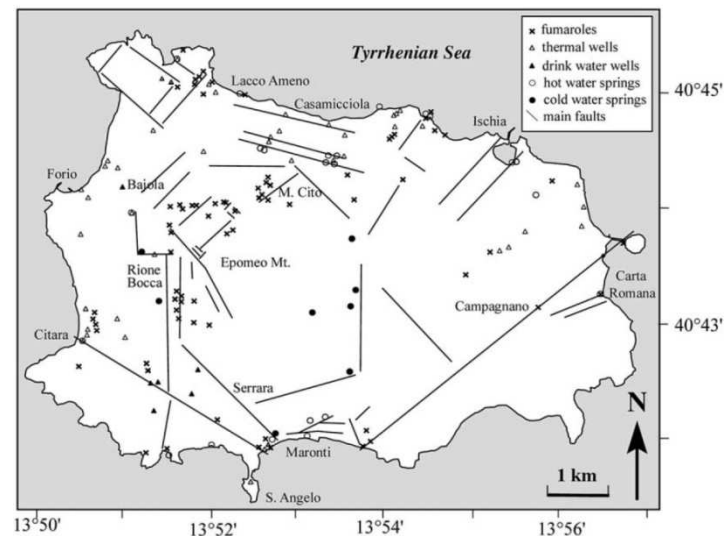 Tyrrhenian Sea
fumaroles
thermal wells
drink water wells
hot water springs
cold water springs
main faults
40°45'
Lacco Ameno
Casamicciola
Ischia
Forio
Baiola
M. Cito
Epomeo Mt.
Rione
Bocca
Carta
Romana
Campagnano
40°43'
Citara
Serrara
Maronti
N
1 km
S. Angelo
13°50'
13°52'
13°54'
13°56'